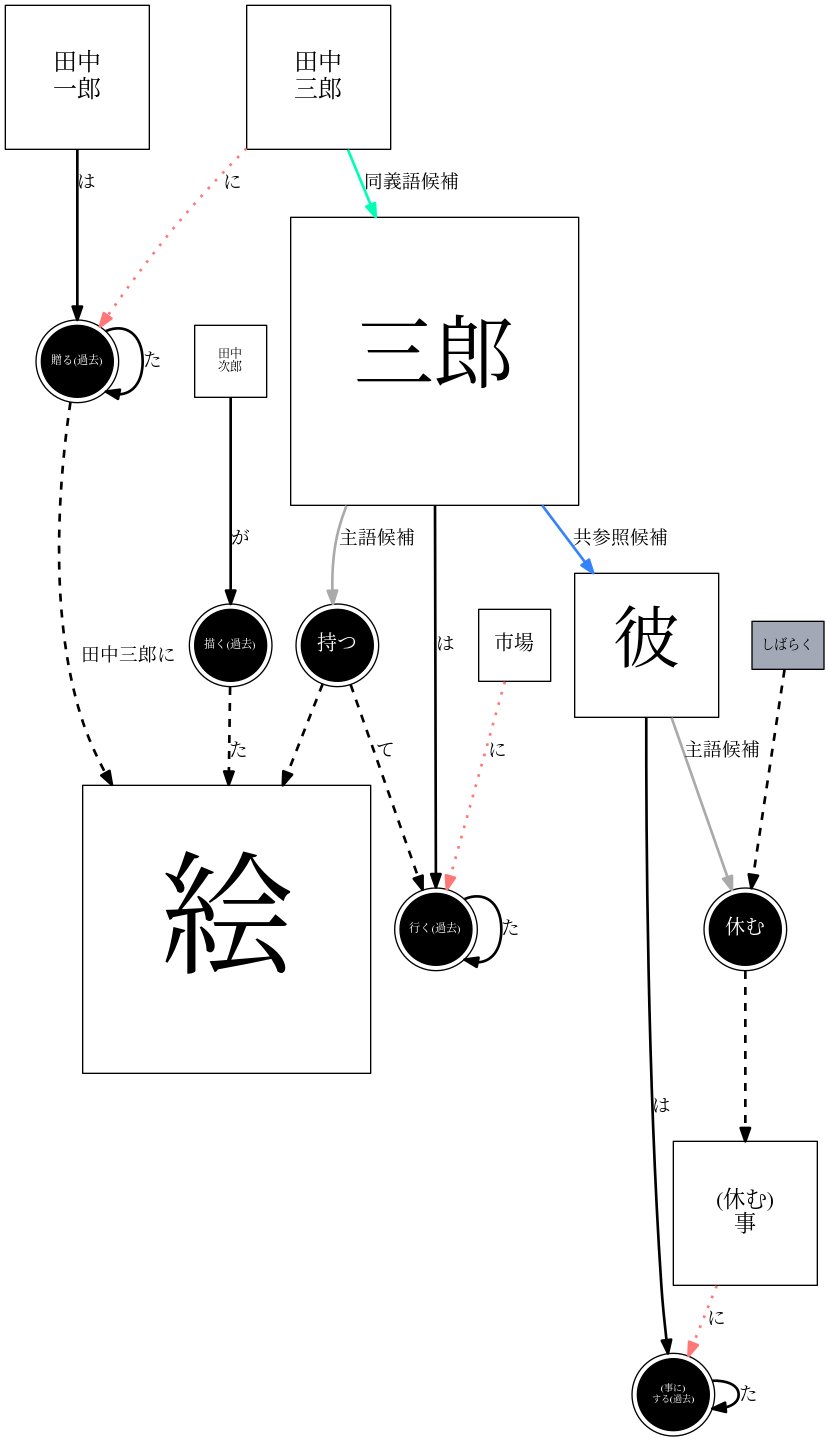 田中
一郎
田中
三郎
は
に
同義語候補
三郎
贈る(過去)
た
田中
次郎
が
主語候補
共参照候補
田中三郎に
描く(過去)
持つ
は
市場
彼
しばらく
た
て
に
主語候補
絵
行く(過去)
た
休む
は
(休む)
事
に
(事に)
する(過去)
た